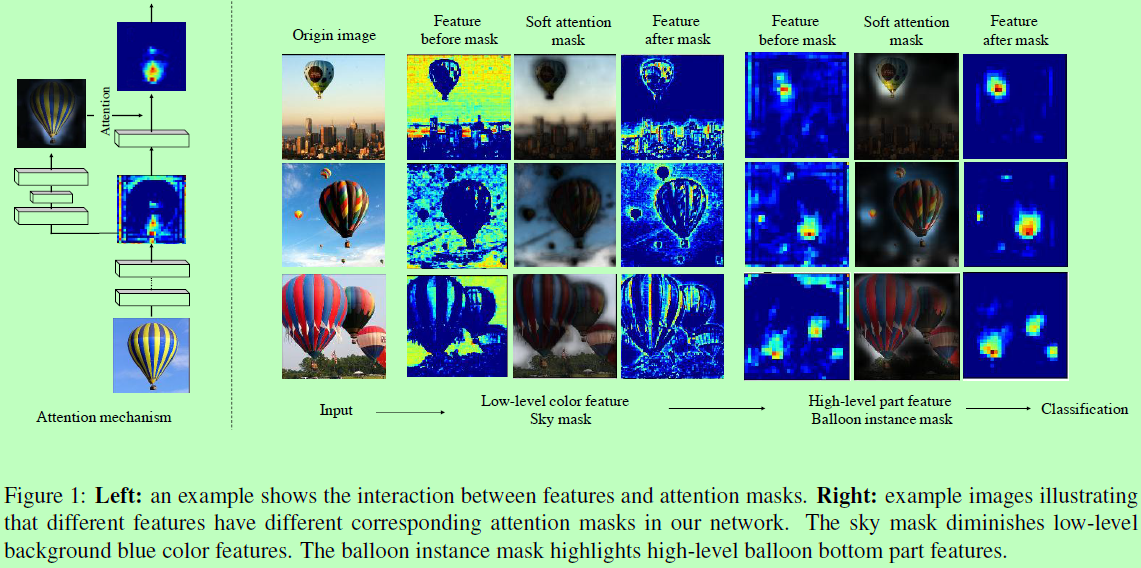 Origin image
Feature
before mask
Soft attention
mask
Feature
after mask
Feature
before mask
Soft attention
mask
Feature
after mask
Attention
Attention mechanism
Input
Low-level color feature
Sky mask
High-level part feature
Balloon instance mask
Classification
Figure 1: Left: an example shows the interaction between features and attention masks. Right: example images illustrating
that different features have different corresponding attention masks in our network. The sky mask diminishes low-level
background blue color features. The balloon instance mask highlights high-level balloon bottom part features.